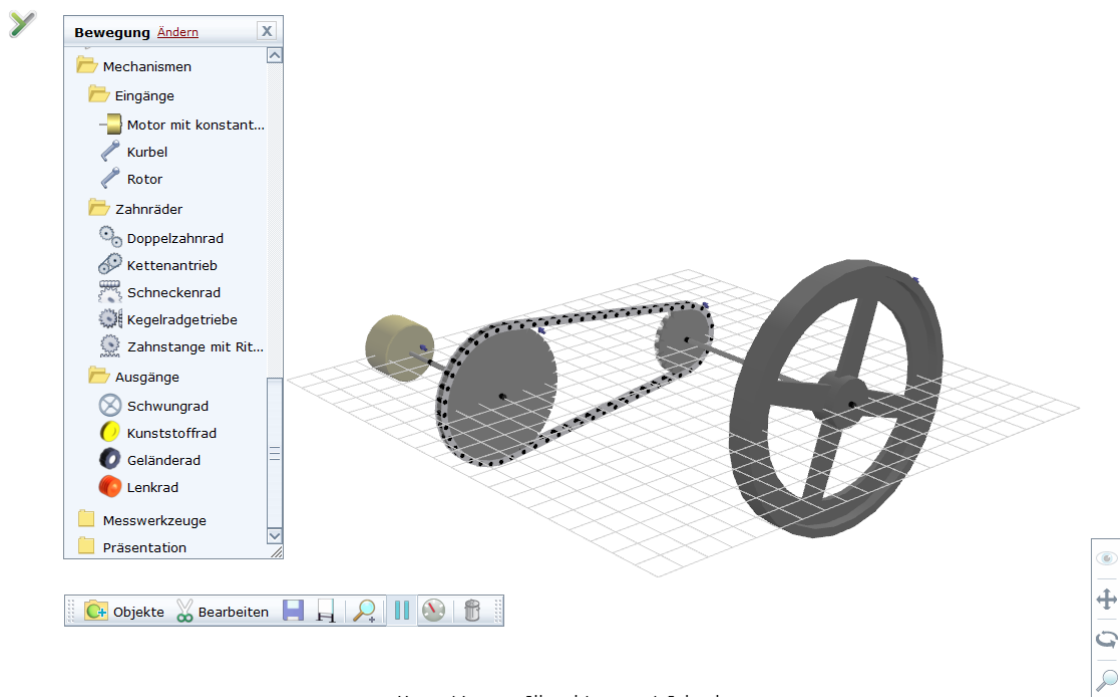 Bewegung Ändern X
Mechanismen
Eingänge
Motor mit konstant...
Kurbel
Rotor
Zahnräder
Doppelzahnrad
Kettenantrieb
Schneckenrad
Kegelradgetriebe
Zahnstange mit Rit...
Ausgänge
Schwungrad
Kunststoffrad
Geländerad
Lenkrad
Messwerkzeuge
Präsentation
Objekte Bearbeiten